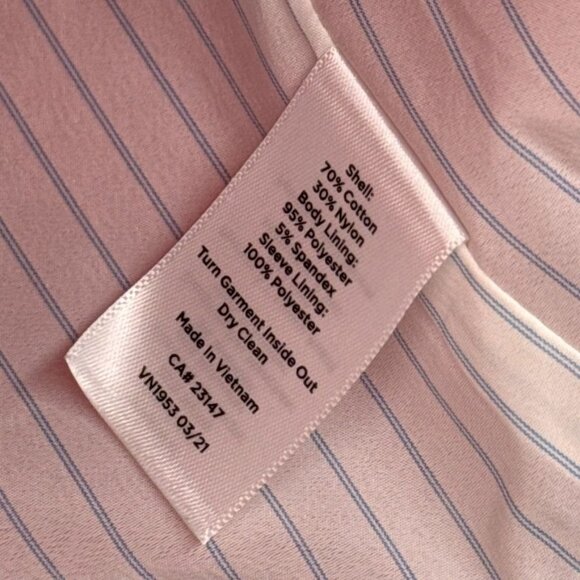 Shell:
70% Cotton
30% Nylon
Body Lining:
95% Polyester
5% Spandex
Sleeve Lining:
100% Polyester
Turn Garment Inside Out
Dry Clean
Made In Vietnam
CA# 23147
VN1953 03/21